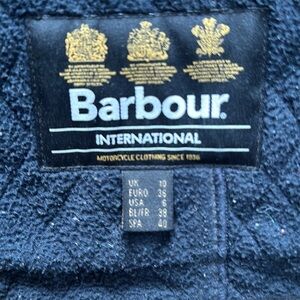 Barbour
INTERNATIONAL
MOTORCYCLE CLOTHING SINCE 1936
UK 10
EURO 36
USA 6
BL/FR 38
SPA 40